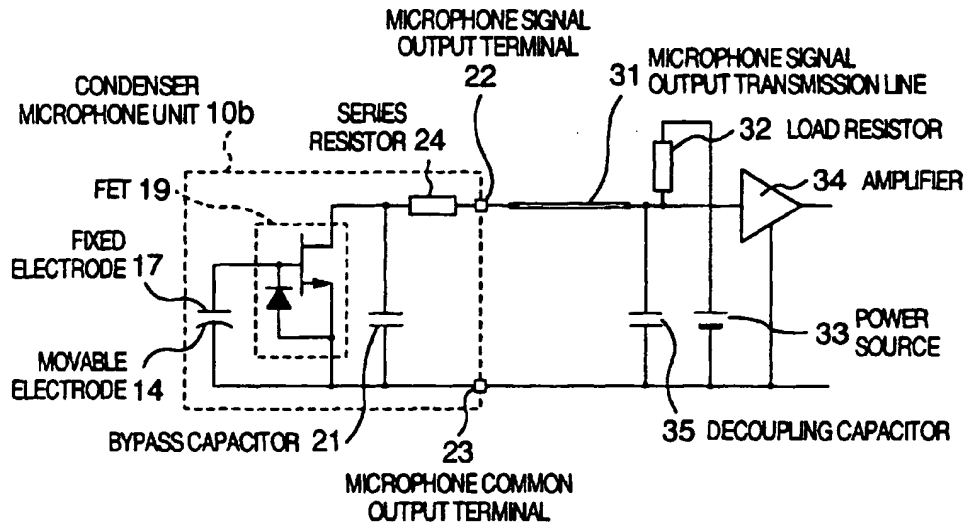 MICROPHONE SIGNAL
OUTPUT TERMINAL
22
CONDENSER
MICROPHONE UNIT 10b
SERIES
RESISTOR 24
31 MICROPHONE SIGNAL
OUTPUT TRANSMISSION LINE
32 LOAD RESISTOR
34 AMPLIFIER
FET 19
FIXED
ELECTRODE 17
MOVABLE
ELECTRODE 14
33 POWER
SOURCE
BYPASS CAPACITOR 21
23
MICROPHONE COMMON
OUTPUT TERMINAL
35 DECOUPLING CAPACITOR